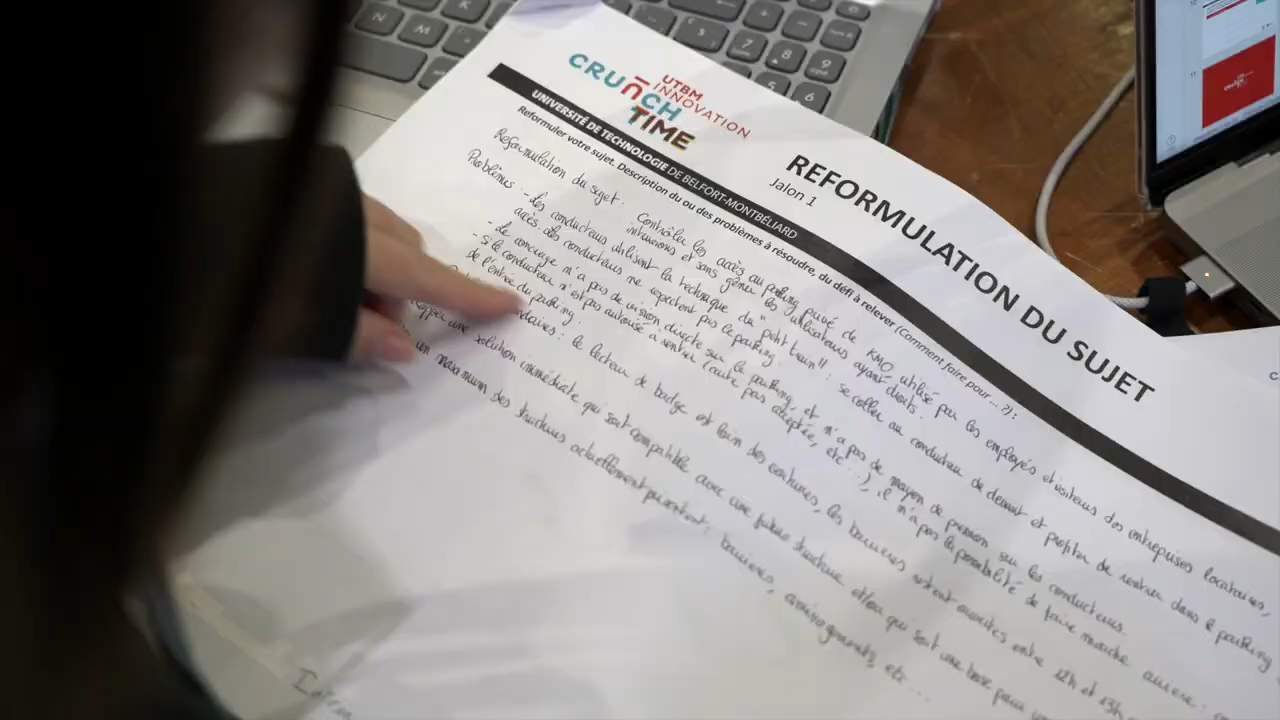 CRUNCH
TIME
UTBM
INNOVATION
UNIVERSITÉ DE TECHNOLOGIE DE BELFORT-MONTBÉLIARD
REFORMULATION DU SUJET
Jalon 1
Reformuler votre sujet. Description du ou des problèmes à résoudre, du défi à relever (Comment faire pour ... ?) :
Reformulation du sujet : Contrôler les accès au parking privé de KMO utilisé par les employés et visiteurs des entreprises locataires,
intrusions et sans gêner les utilisateurs ayant droits.
Problèmes : - les conducteurs utilisent la technique du "petit train" : se coller au conducteur de devant et profiter de rentrer dans le parking
accès des conducteurs ne respectent pas le parking.
- le concierge n'a pas de vision directe sur le parking, et n'a pas de moyen de pression sur les conducteurs.
- si le conducteur n'est pas autorisé à rentrer (carte pas acceptée, etc...), il n'a pas la possibilité de faire marche arrière
de l'entrée du parking.
ndaires : le lecteur de badge est loin des voitures, les barrières restent ouvertes entre 12h et 13h
opper une solution immédiate qui soit compatible avec une future structure et/ou qui soit une base pour
un maximum des structures actuellement présentent : barrières, aménagements, etc...